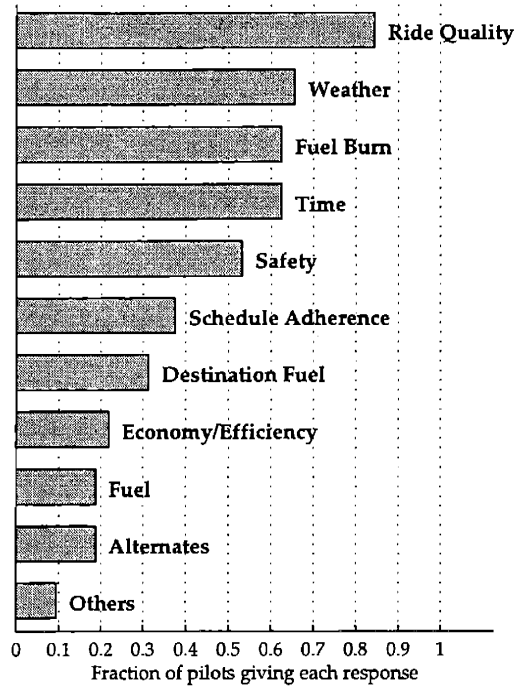 Ride Quality
Weather
Fuel Burn
Time
Safety
Schedule Adherence
Destination Fuel
Economy/Efficiency
Fuel
Alternates
Others
0 0.1 0.2 0.3 0.4 0.5 0.6 0.7 0.8 0.9 1
Fraction of pilots giving each response